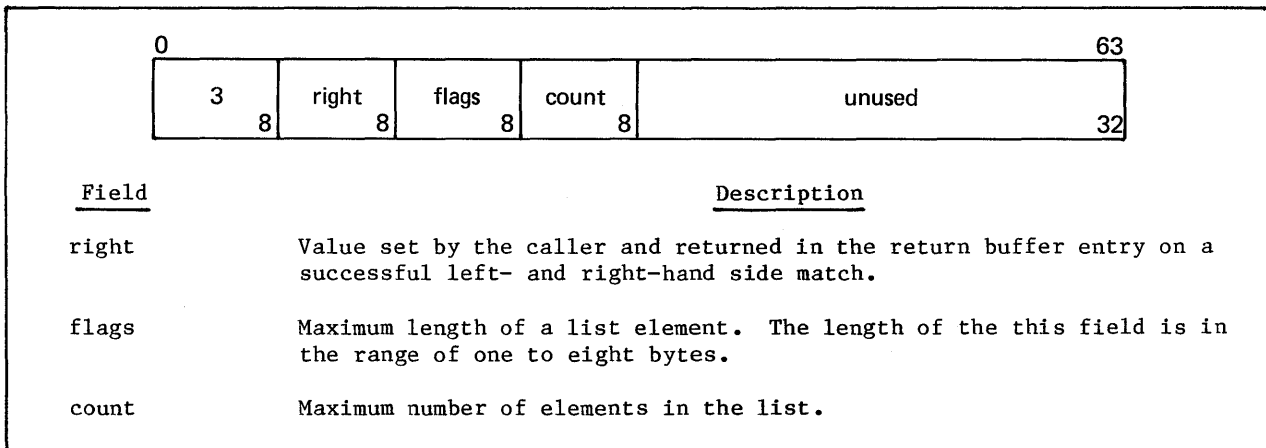 0 63
3 right flags count unused
8 8 8 8 32
Field Description
right Value set by the caller and returned in the return buffer entry on a
successful left- and right-hand side match.
flags Maximum length of a list element. The length of the this field is in
the range of one to eight bytes.
count Maximum number of elements in the list.